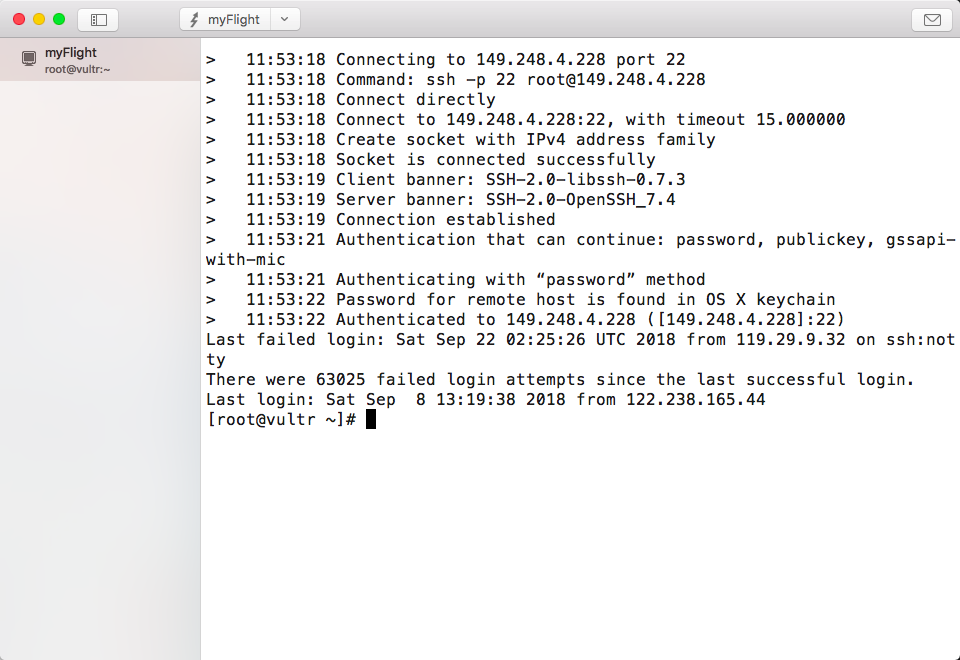 myFlight
myFlight
root@vultr:~
>   11:53:18 Connecting to 149.248.4.228 port 22
>   11:53:18 Command: ssh -p 22 root@149.248.4.228
>   11:53:18 Connect directly
>   11:53:18 Connect to 149.248.4.228:22, with timeout 15.000000
>   11:53:18 Create socket with IPv4 address family
>   11:53:18 Socket is connected successfully
>   11:53:19 Client banner: SSH-2.0-libssh-0.7.3
>   11:53:19 Server banner: SSH-2.0-OpenSSH_7.4
>   11:53:19 Connection established
>   11:53:21 Authentication that can continue: password, publickey, gssapi-
with-mic
>   11:53:21 Authenticating with “password” method
>   11:53:22 Password for remote host is found in OS X keychain
>   11:53:22 Authenticated to 149.248.4.228 ([149.248.4.228]:22)
Last failed login: Sat Sep 22 02:25:26 UTC 2018 from 119.29.9.32 on ssh:not
ty
There were 63025 failed login attempts since the last successful login.
Last login: Sat Sep  8 13:19:38 2018 from 122.238.165.44
[root@vultr ~]#